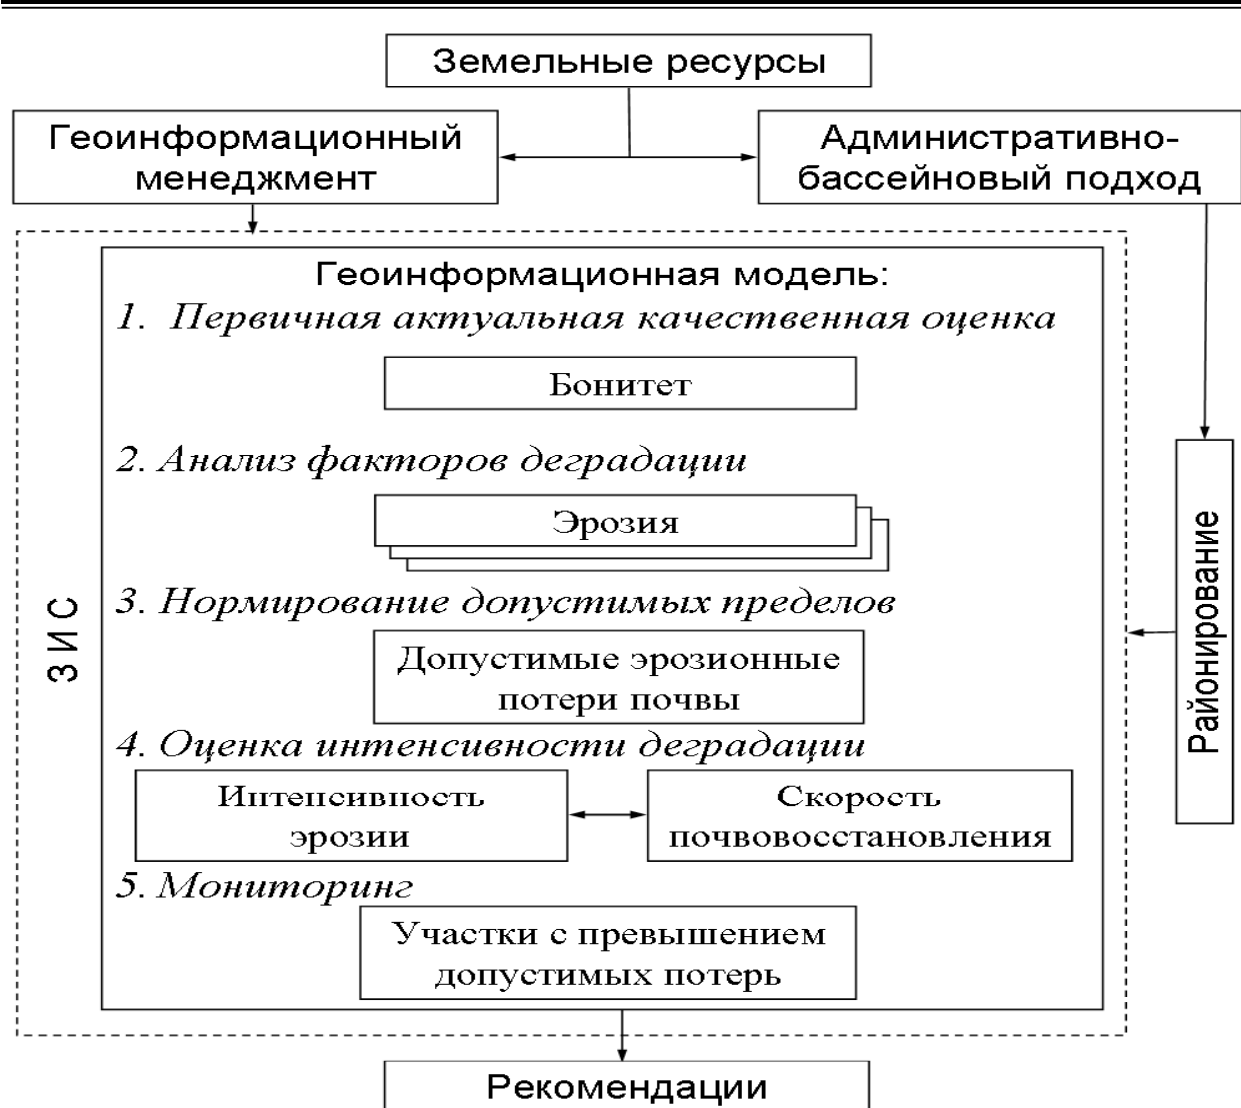 Земельные ресурсы
Геоинформационный
менеджмент
Административно-
бассейновый подход
Геоинформационная модель:
1. Первичная актуальная качественная оценка
Бонитет
2. Анализ факторов деградации
Эрозия
3. Нормирование допустимых пределов
Допустимые эрозионные
потери почвы
4. Оценка интенсивности деградации
Интенсивность
эрозии
Скорость
почвовосстановления
5. Мониторинг
Участки с превышением
допустимых потерь
З И С
Районирование
Рекомендации